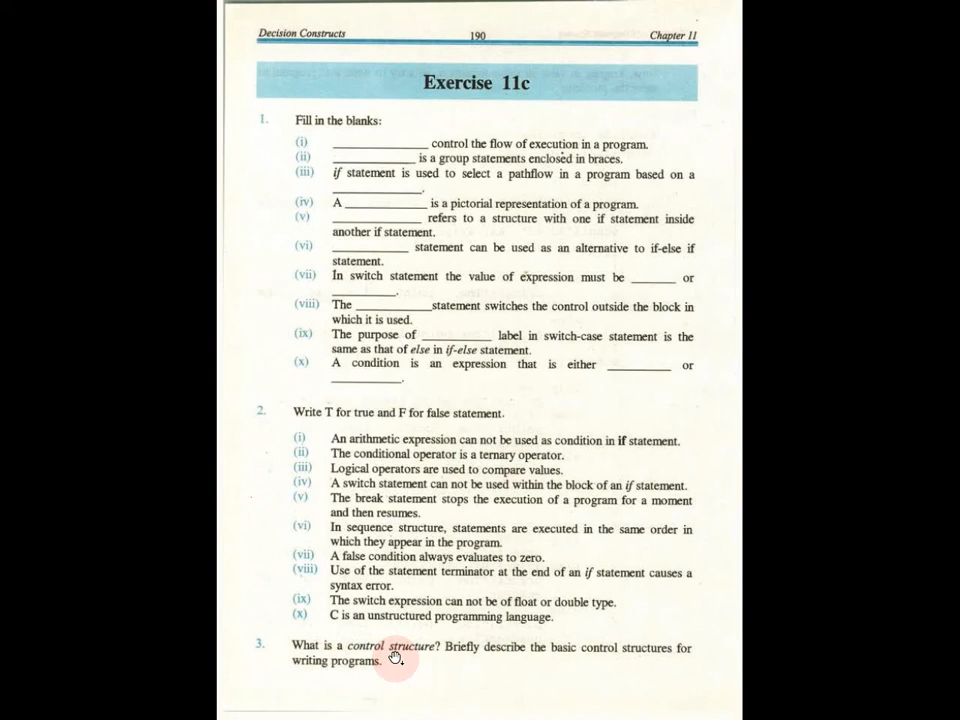 Decision Constructs 190 Chapter 11
Exercise 11c
1. Fill in the blanks:
(i) ______________ control the flow of execution in a program.
(ii) ____________ is a group statements enclosed in braces.
(iii) if statement is used to select a pathflow in a program based on a
_____________.
(iv) A ____________ is a pictorial representation of a program.
(v) _____________ refers to a structure with one if statement inside
another if statement.
(vi) ___________ statement can be used as an alternative to if-else if
statement.
(vii) In switch statement the value of expression must be ______ or
_________.
(viii) The ___________statement switches the control outside the block in
which it is used.
(ix) The purpose of __________ label in switch-case statement is the
same as that of else in if-else statement.
(x) A condition is an expression that is either _________ or
__________.
2. Write T for true and F for false statement.
(i) An arithmetic expression can not be used as condition in if statement.
(ii) The conditional operator is a ternary operator.
(iii) Logical operators are used to compare values.
(iv) A switch statement can not be used within the block of an if statement.
(v) The break statement stops the execution of a program for a moment
and then resumes.
(vi) In sequence structure, statements are executed in the same order in
which they appear in the program.
(vii) A false condition always evaluates to zero.
(viii) Use of the statement terminator at the end of an if statement causes a
syntax error.
(ix) The switch expression can not be of float or double type.
(x) C is an unstructured programming language.
3. What is a control structure? Briefly describe the basic control structures for
writing programs.